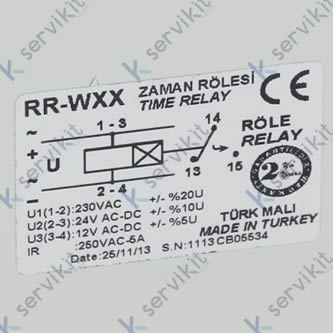 servikit
RR-WXX
ZAMAN RÖLESİ
TIME RELAY
CE
~ 1 - 3
+
U
-
~ 2 - 4
14
13
15
RÖLE
RELAY
2
U1(1-2):230VAC +/- %20U
U2(2-3):24V AC-DC +/- %10U
U3(3-4):12V AC-DC +/- %5U
IR :250VAC-5A
TÜRK MALI
MADE IN TURKEY
Date:25/11/13 S.N:1113CB05534